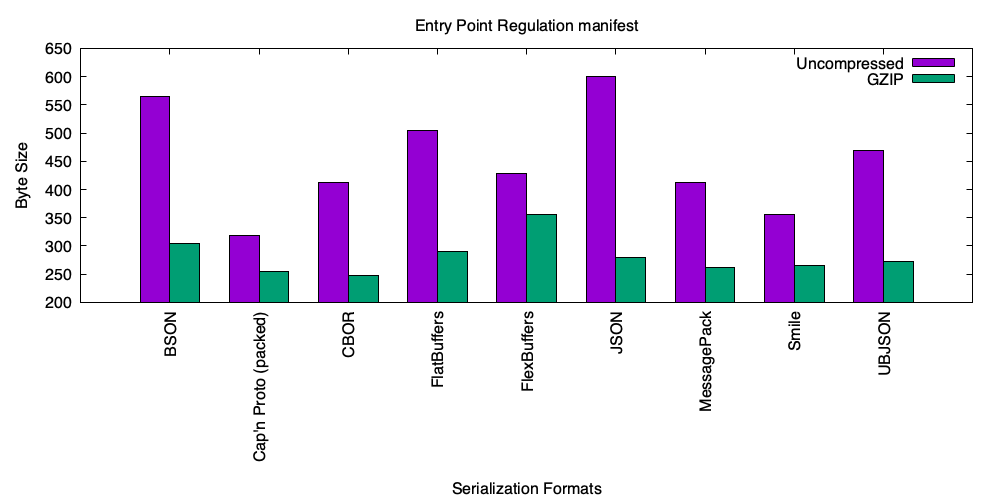 Entry Point Regulation manifest
650
600
550
500
450
400
350
300
250
200
Byte Size
Uncompressed
GZIP
BSON
Cap'n Proto (packed)
CBOR
FlatBuffers
FlexBuffers
JSON
MessagePack
Smile
UBJSON
Serialization Formats